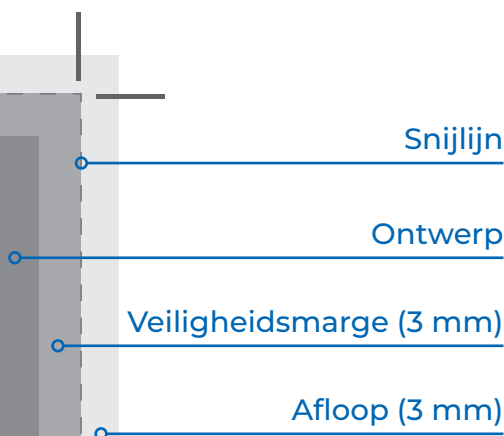 Snijlijn
Ontwerp
Veiligheidsmarge (3 mm)
Afloop (3 mm)